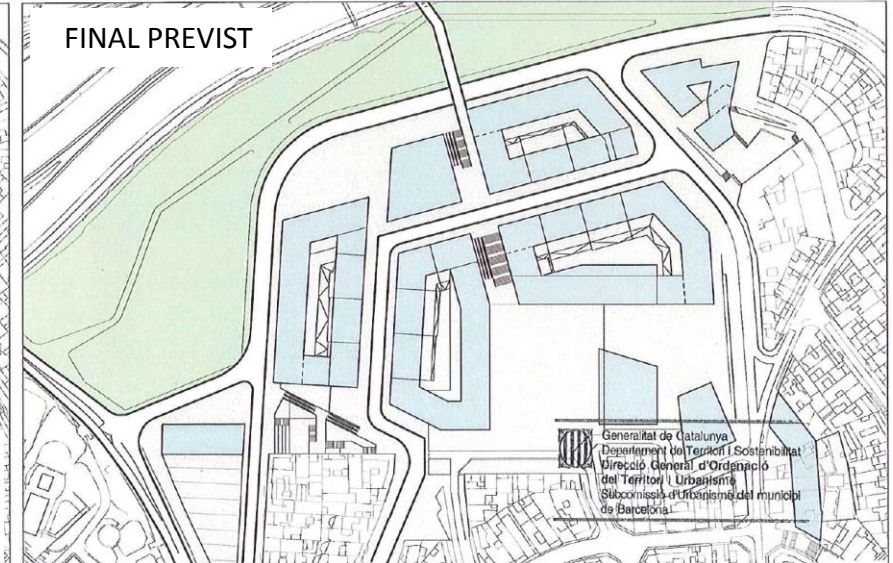 FINAL PREVIST
Generalitat de Catalunya
Departament de Territori i Sostenibilitat
Direcció General d'Ordenació
del Territori i Urbanisme
Subcomissió d'Urbanisme del municipi
de Barcelona